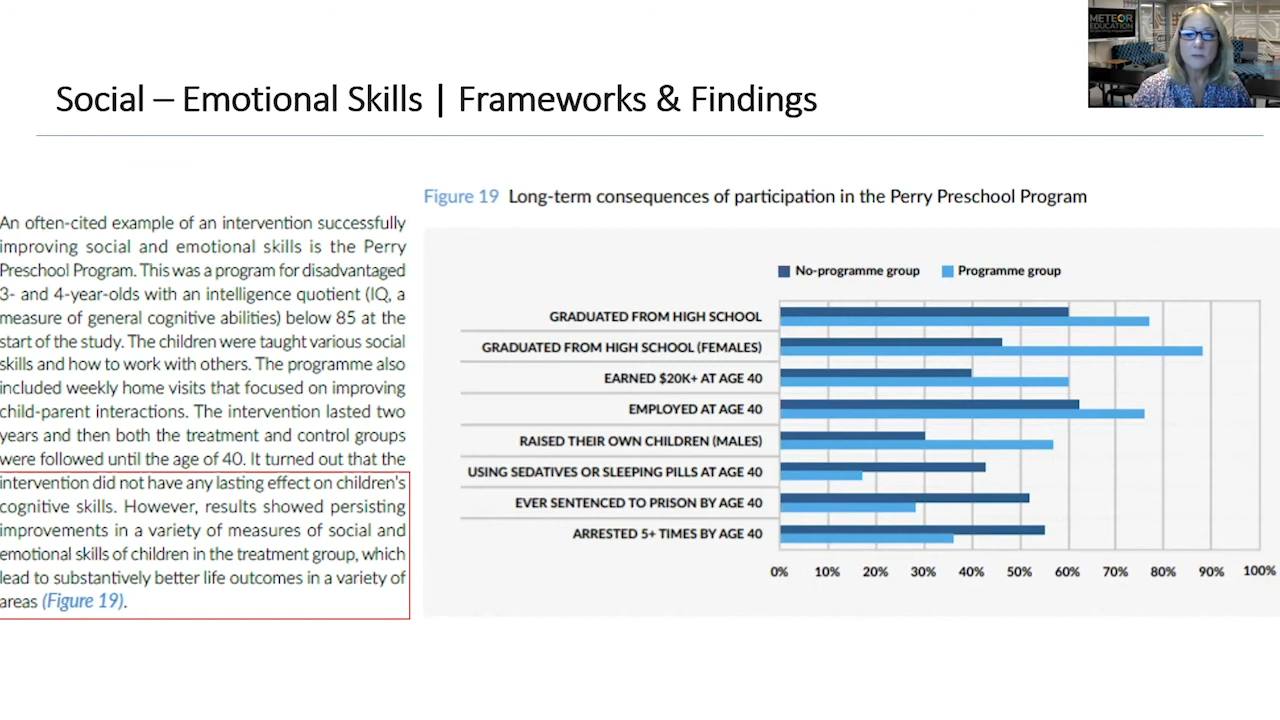 METEOR
EDUCATION
Social – Emotional Skills | Frameworks & Findings
An often-cited example of an intervention successfully
improving social and emotional skills is the Perry
Preschool Program. This was a program for disadvantaged
3- and 4-year-olds with an intelligence quotient (IQ, a
measure of general cognitive abilities) below 85 at the
start of the study. The children were taught various social
skills and how to work with others. The programme also
included weekly home visits that focused on improving
child-parent interactions. The intervention lasted two
years and then both the treatment and control groups
were followed until the age of 40. It turned out that the
intervention did not have any lasting effect on children's
cognitive skills. However, results showed persisting
improvements in a variety of measures of social and
emotional skills of children in the treatment group, which
lead to substantively better life outcomes in a variety of
areas (Figure 19).
Figure 19 Long-term consequences of participation in the Perry Preschool Program
No-programme group Programme group
GRADUATED FROM HIGH SCHOOL
GRADUATED FROM HIGH SCHOOL (FEMALES)
EARNED $20K+ AT AGE 40
EMPLOYED AT AGE 40
RAISED THEIR OWN CHILDREN (MALES)
USING SEDATIVES OR SLEEPING PILLS AT AGE 40
EVER SENTENCED TO PRISON BY AGE 40
ARRESTED 5+ TIMES BY AGE 40
0% 10% 20% 30% 40% 50% 60% 70% 80% 90% 100%